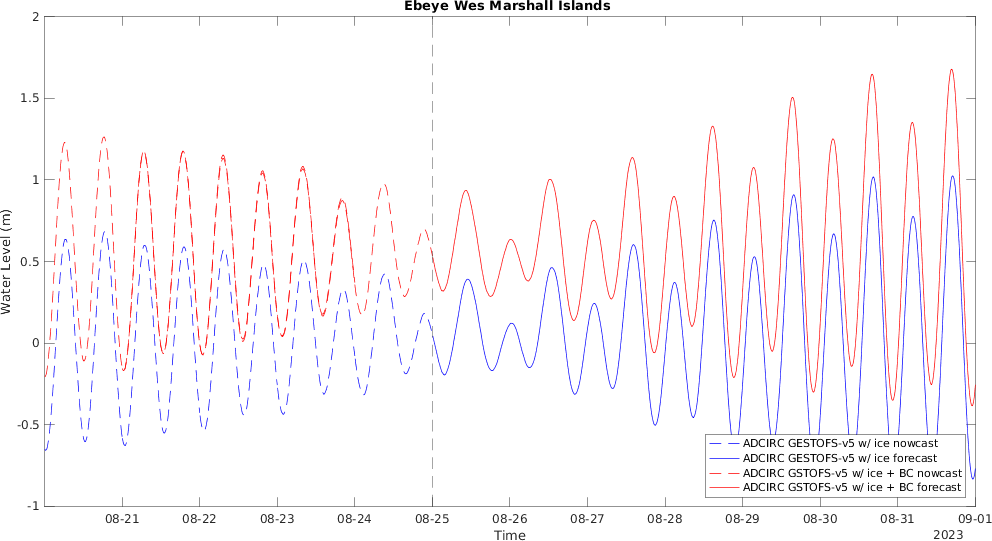 Ebeye Wes Marshall Islands
2
1.5
1
0.5
0
-0.5
-1
Water Level (m)
ADCIRC GESTOFS-v5 w/ ice nowcast
ADCIRC GESTOFS-v5 w/ ice forecast
ADCIRC GSTOFS-v5 w/ ice + BC nowcast
ADCIRC GSTOFS-v5 w/ ice + BC forecast
08-21 08-22 08-23 08-24 08-25 08-26 08-27 08-28 08-29 08-30 08-31 09-01
Time
2023